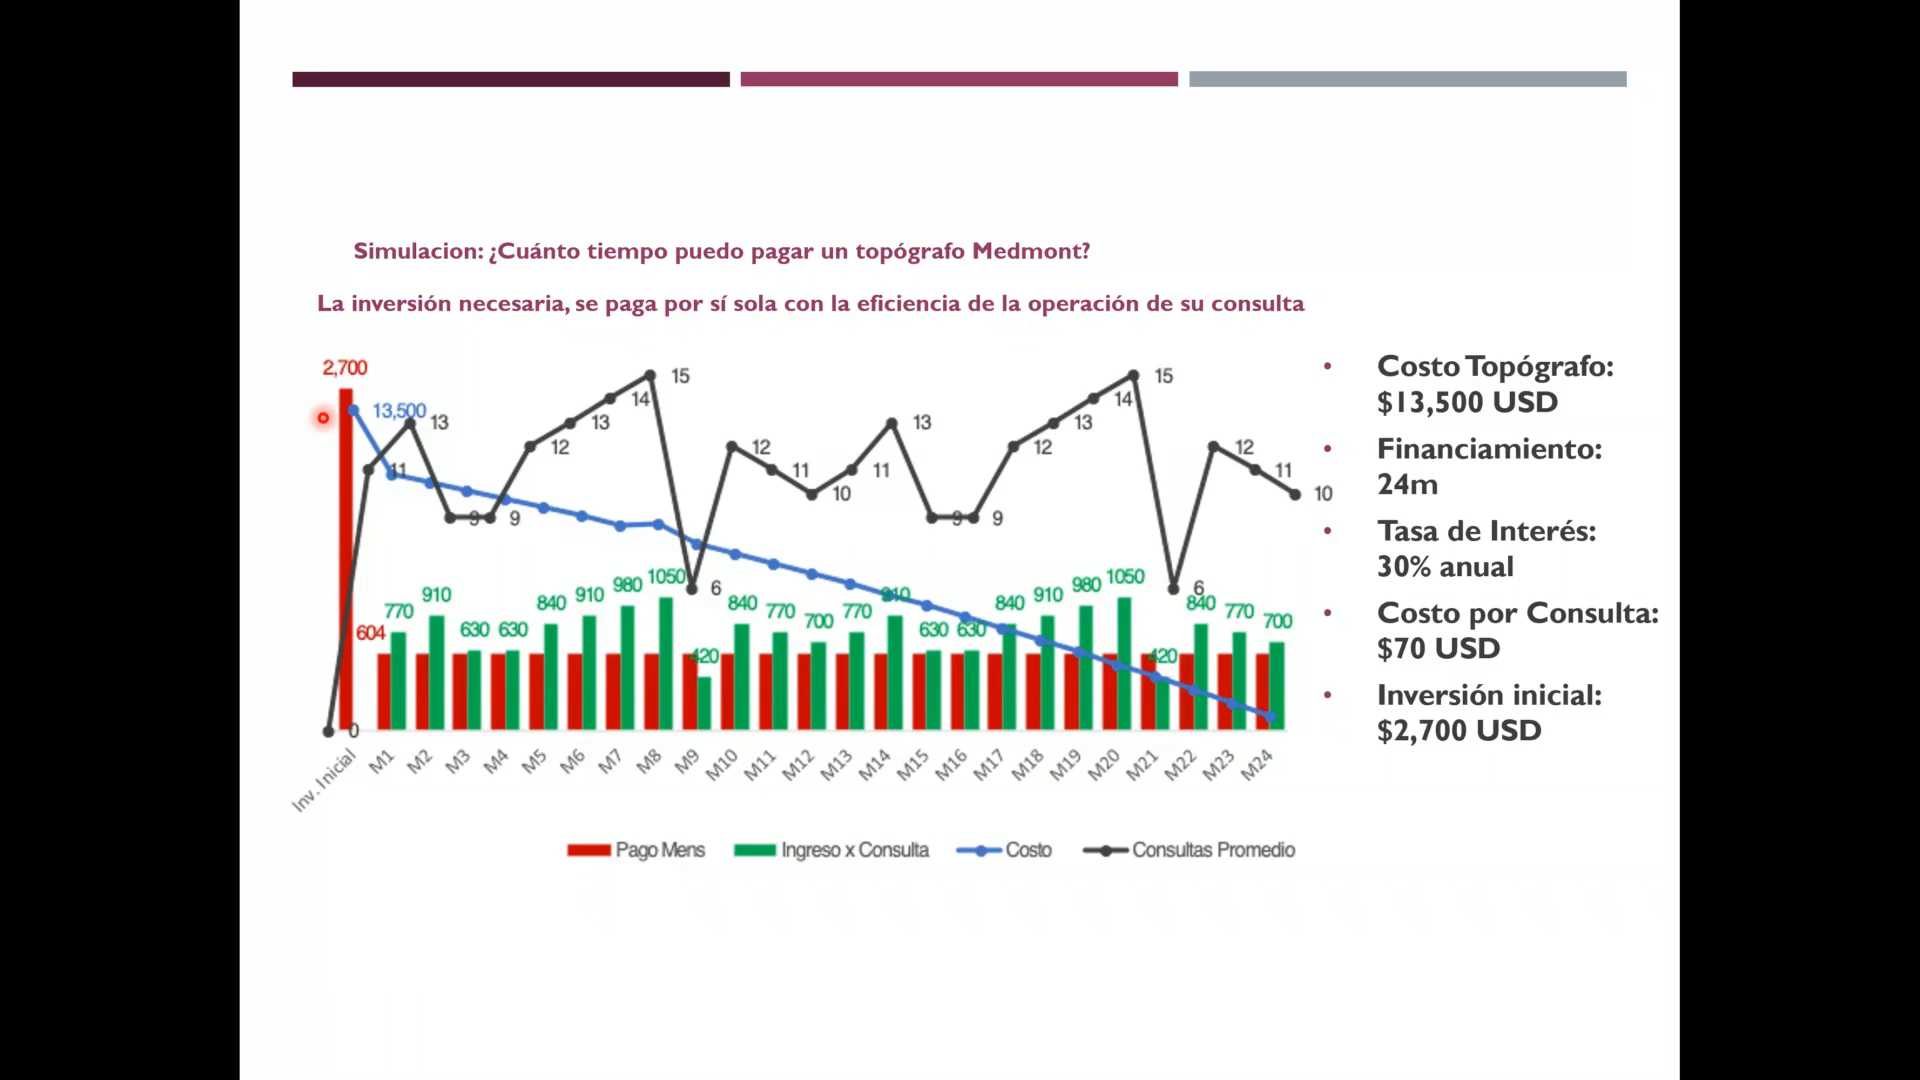 Simulacion: ¿Cuánto tiempo puedo pagar un topógrafo Medmont?
La inversión necesaria, se paga por sí sola con la eficiencia de la operación de su consulta
2,700
13,500
604
0
11
13
9
9
12
13
14
15
6
12
11
10
11
13
9
9
12
13
14
15
6
12
11
10
770
910
630
630
840
910
980
1050
420
840
770
700
770
910
630
630
840
910
980
1050
420
840
770
700
Inv. Inicial
M1
M2
M3
M4
M5
M6
M7
M8
M9
M10
M11
M12
M13
M14
M15
M16
M17
M18
M19
M20
M21
M22
M23
M24
Pago Mens
Ingreso x Consulta
Costo
Consultas Promedio
• Costo Topógrafo:
$13,500 USD
• Financiamiento:
24m
• Tasa de Interés:
30% anual
• Costo por Consulta:
$70 USD
• Inversión inicial:
$2,700 USD